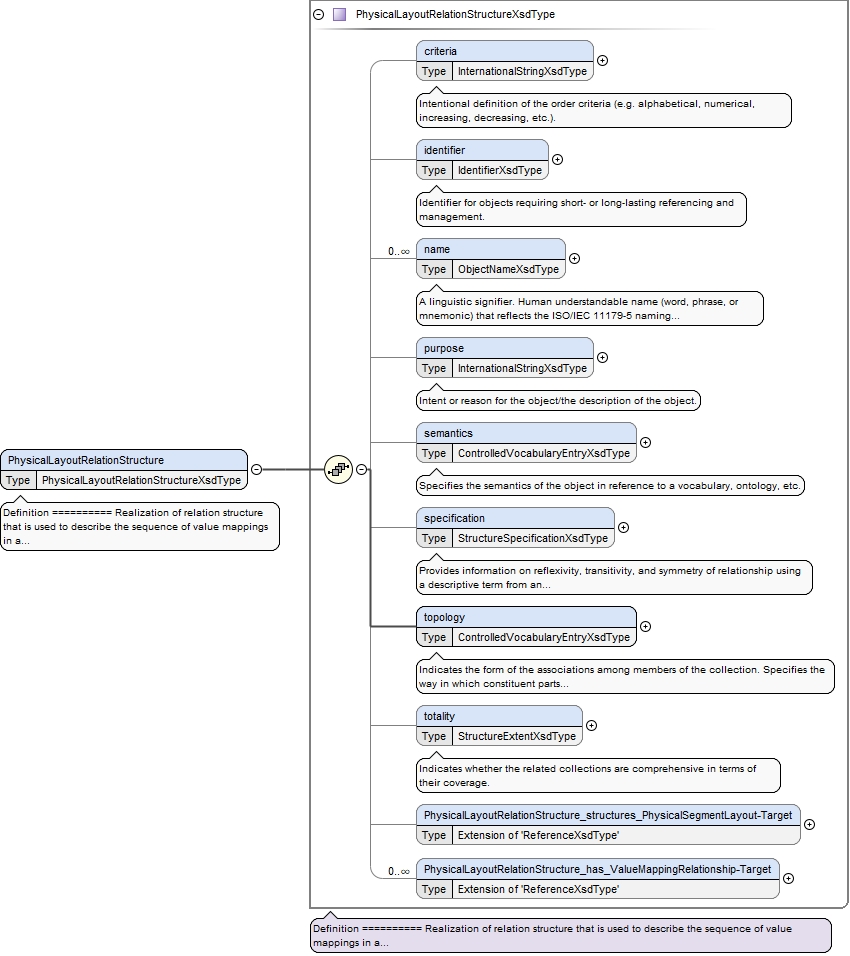 PhysicalLayoutRelationStructureXsdType
criteria
Type InternationalStringXsdType
Intentional definition of the order criteria (e.g. alphabetical, numerical,
increasing, decreasing, etc.).
identifier
Type IdentifierXsdType
Identifier for objects requiring short- or long-lasting referencing and
management.
0..∞
name
Type ObjectNameXsdType
A linguistic signifier. Human understandable name (word, phrase, or
mnemonic) that reflects the ISO/IEC 11179-5 naming...
purpose
Type InternationalStringXsdType
Intent or reason for the object/the description of the object.
semantics
Type ControlledVocabularyEntryXsdType
Specifies the semantics of the object in reference to a vocabulary, ontology, etc.
PhysicalLayoutRelationStructure
Type PhysicalLayoutRelationStructureXsdType
Definition ========== Realization of relation structure
that is used to describe the sequence of value mappings
in a...
specification
Type StructureSpecificationXsdType
Provides information on reflexivity, transitivity, and symmetry of relationship using
a descriptive term from an...
topology
Type ControlledVocabularyEntryXsdType
Indicates the form of the associations among members of the collection. Specifies the
way in which constituent parts...
totality
Type StructureExtentXsdType
Indicates whether the related collections are comprehensive in terms of
their coverage.
PhysicalLayoutRelationStructure_structures_PhysicalSegmentLayout-Target
Type Extension of 'ReferenceXsdType'
0..∞
PhysicalLayoutRelationStructure_has_ValueMappingRelationship-Target
Type Extension of 'ReferenceXsdType'
Definition ========== Realization of relation structure that is used to describe the sequence of value
mappings in a...